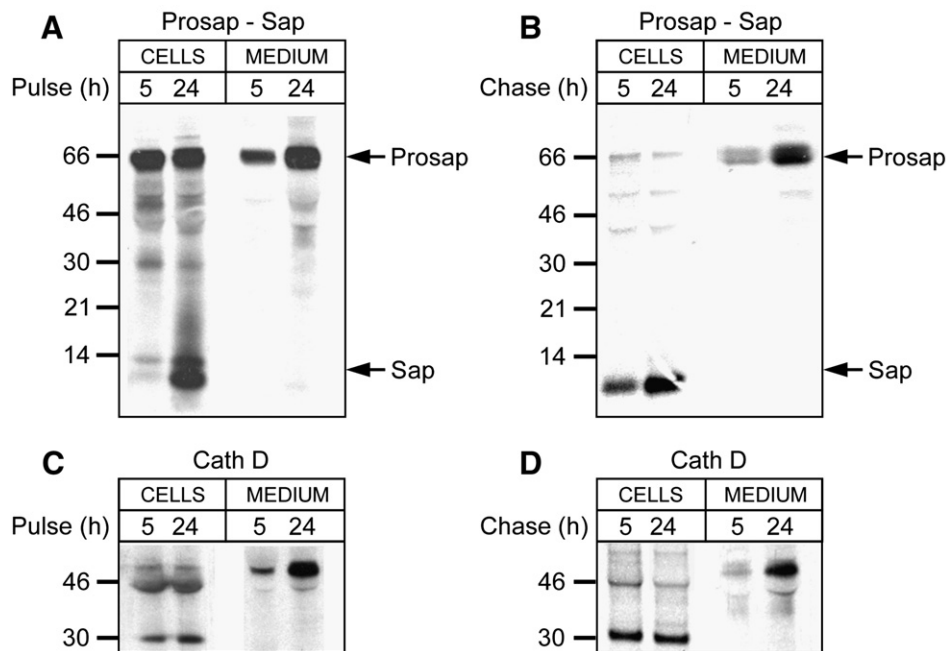 A
Prosap - Sap
CELLS MEDIUM
Pulse (h) 5 24 5 24
66
46
30
21
14
Prosap
Sap
B
Prosap - Sap
CELLS MEDIUM
Chase (h) 5 24 5 24
66
46
30
21
14
Prosap
Sap
C
Cath D
CELLS MEDIUM
Pulse (h) 5 24 5 24
46
30
D
Cath D
CELLS MEDIUM
Chase (h) 5 24 5 24
46
30